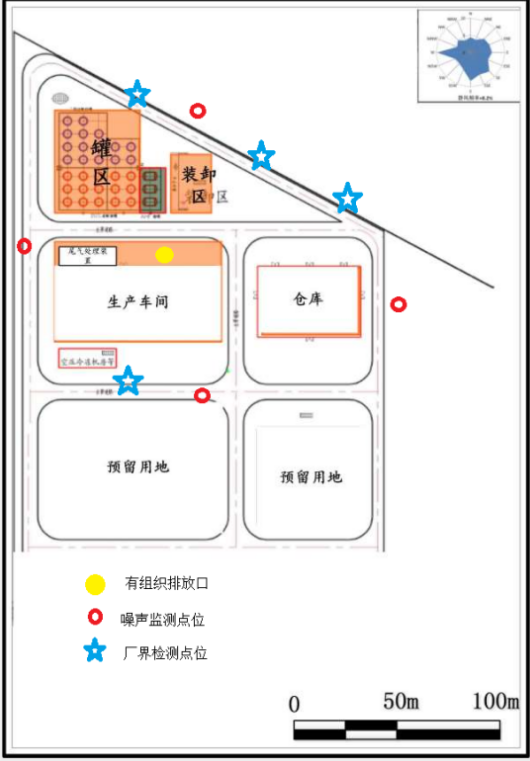 罐
区
装卸
区
装卸区
尾气处理装
置
生产车间
仓库
空压冷冻机房等
预留用地
预留用地
有组织排放口
噪声监测点位
厂界检测点位
0 50m 100m